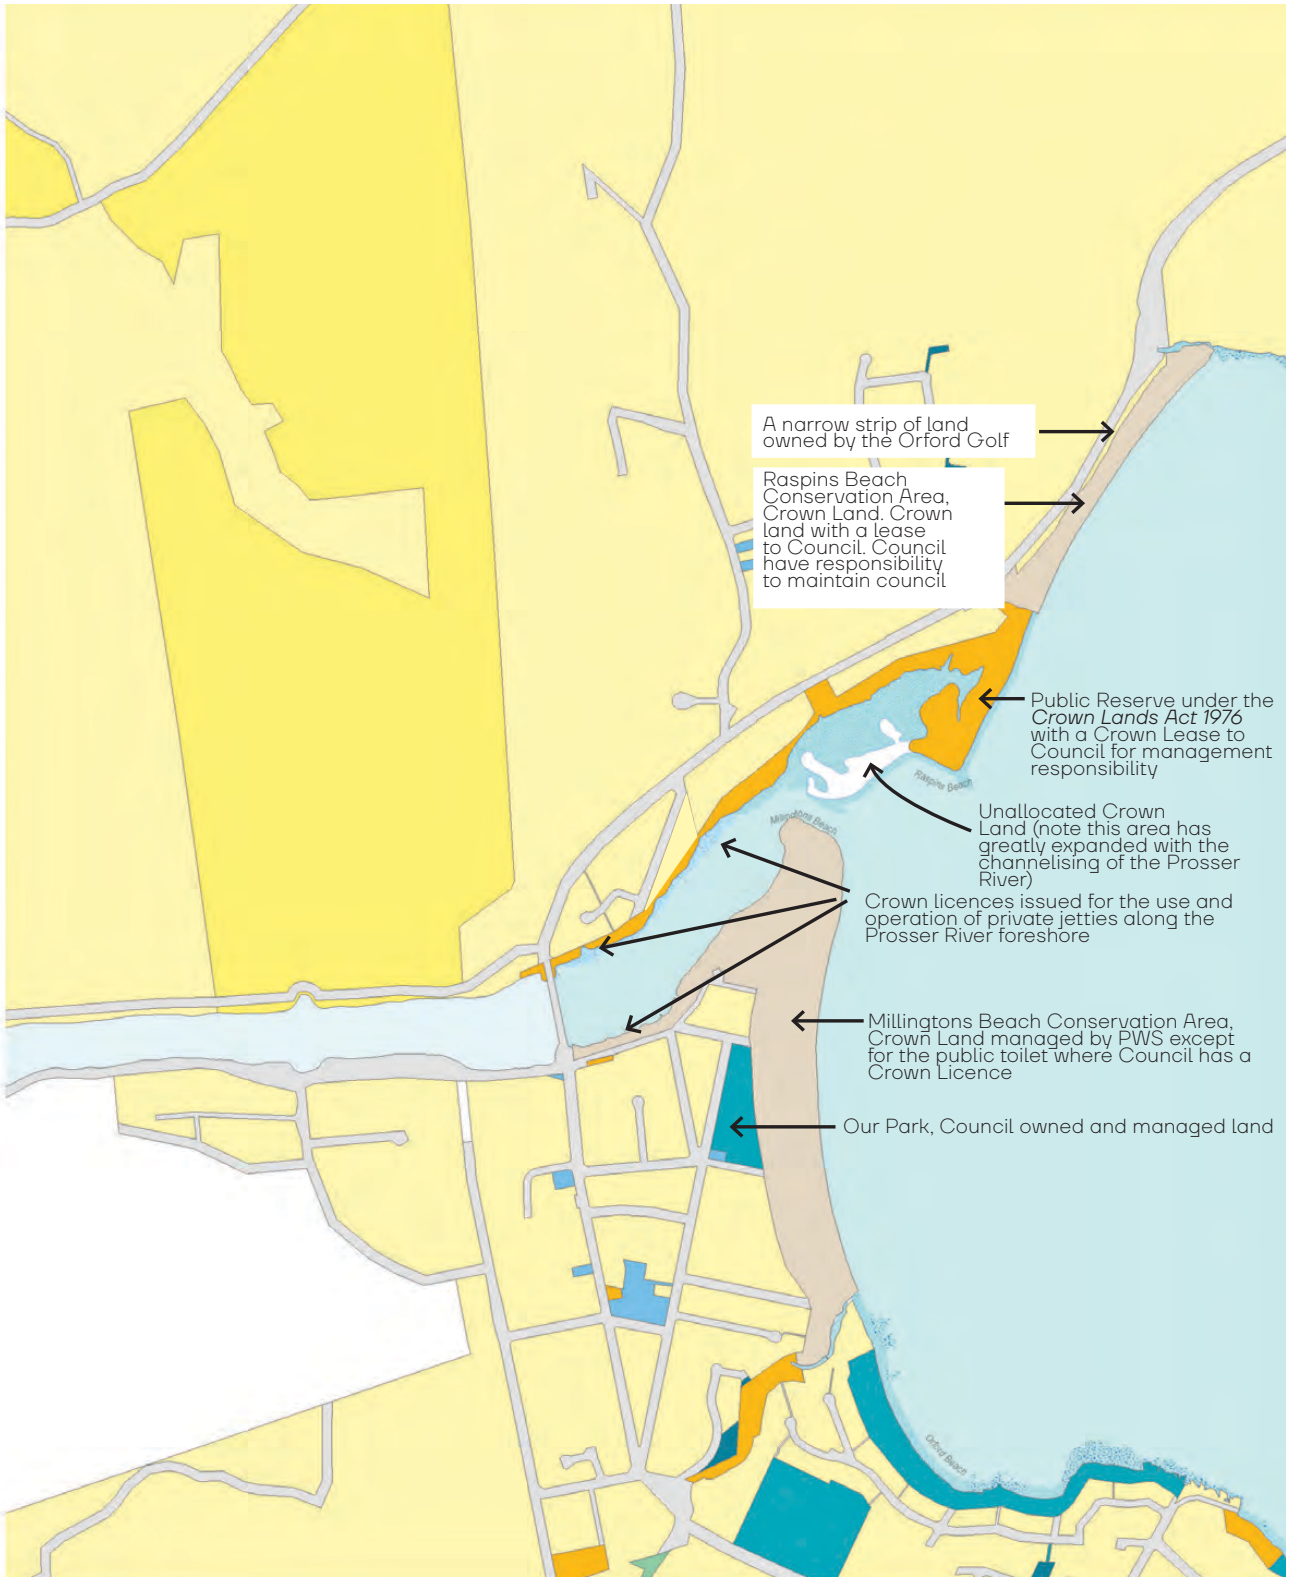 A narrow strip of land
owned by the Orford Golf
Raspins Beach
Conservation Area,
Crown Land. Crown
land with a lease
to Council. Council
have responsibility
to maintain council
Public Reserve under the
Crown Lands Act 1976
with a Crown Lease to
Council for management
responsibility
Raspins Beach
Unallocated Crown
Land (note this area has
greatly expanded with the
channelising of the Prosser
River)
Millingtons Beach
Crown licences issued for the use and
operation of private jetties along the
Prosser River foreshore
Millingtons Beach Conservation Area,
Crown Land managed by PWS except
for the public toilet where Council has a
Crown Licence
Our Park, Council owned and managed land
Orford Beach